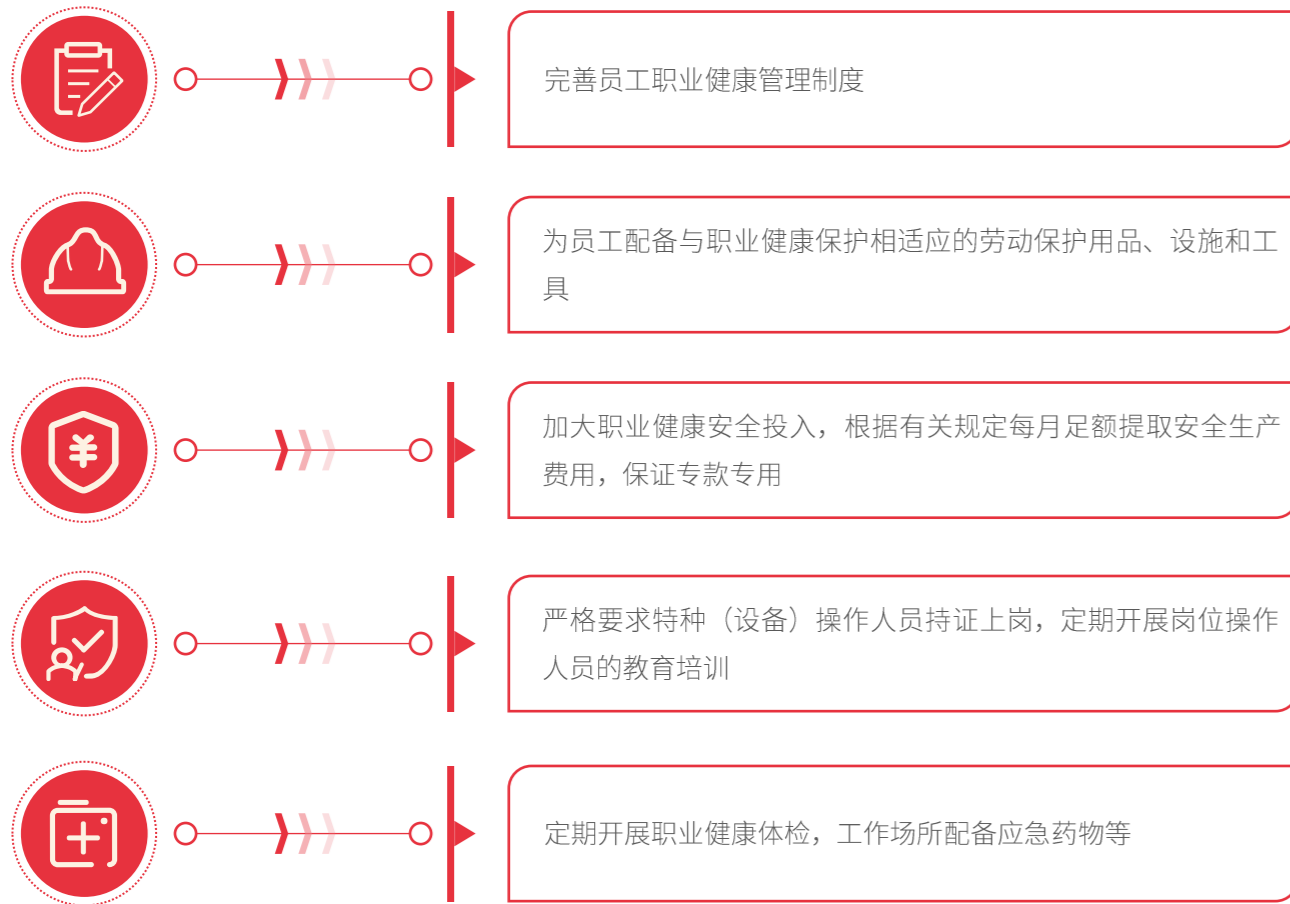 完善员工职业健康管理制度
为员工配备与职业健康保护相适应的劳动保护用品、设施和工
具
加大职业健康安全投入，根据有关规定每月足额提取安全生产
费用，保证专款专用
严格要求特种（设备）操作人员持证上岗，定期开展岗位操作
人员的教育培训
定期开展职业健康体检，工作场所配备应急药物等